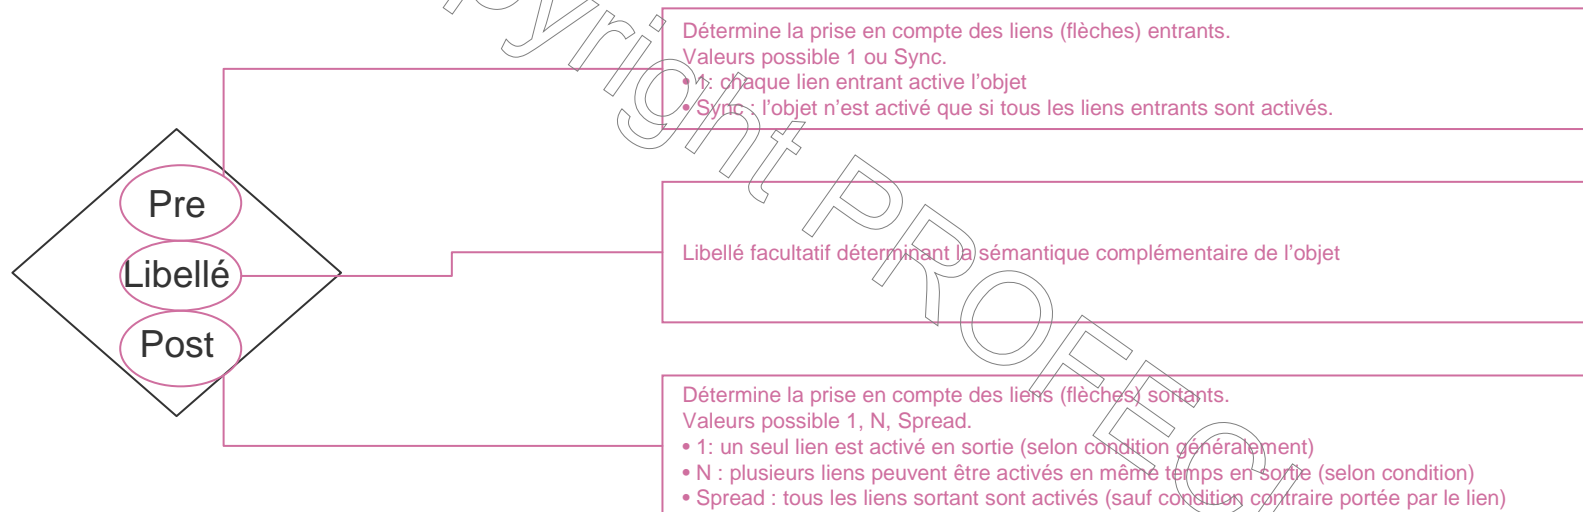 Détermine la prise en compte des liens (flèches) entrants.
Valeurs possible 1 ou Sync.
• 1: chaque lien entrant active l’objet
• Sync : l’objet n’est activé que si tous les liens entrants sont activés.
Pre
Libellé
Post
Libellé facultatif déterminant la sémantique complémentaire de l’objet
Détermine la prise en compte des liens (flèches) sortants.
Valeurs possible 1, N, Spread.
• 1: un seul lien est activé en sortie (selon condition généralement)
• N : plusieurs liens peuvent être activés en même temps en sortie (selon condition)
• Spread : tous les liens sortant sont activés (sauf condition contraire portée par le lien)